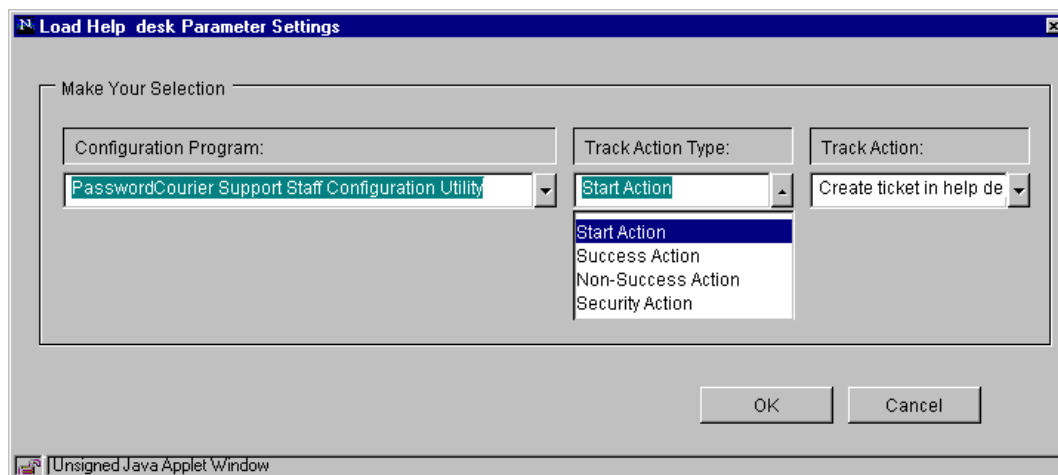 Load Help desk Parameter Settings
Make Your Selection
Configuration Program:
Track Action Type:
Track Action:
PasswordCourier Support Staff Configuration Utility
Start Action
Create ticket in help de
Start Action
Success Action
Non-Success Action
Security Action
OK
Cancel
Unsigned Java Applet Window